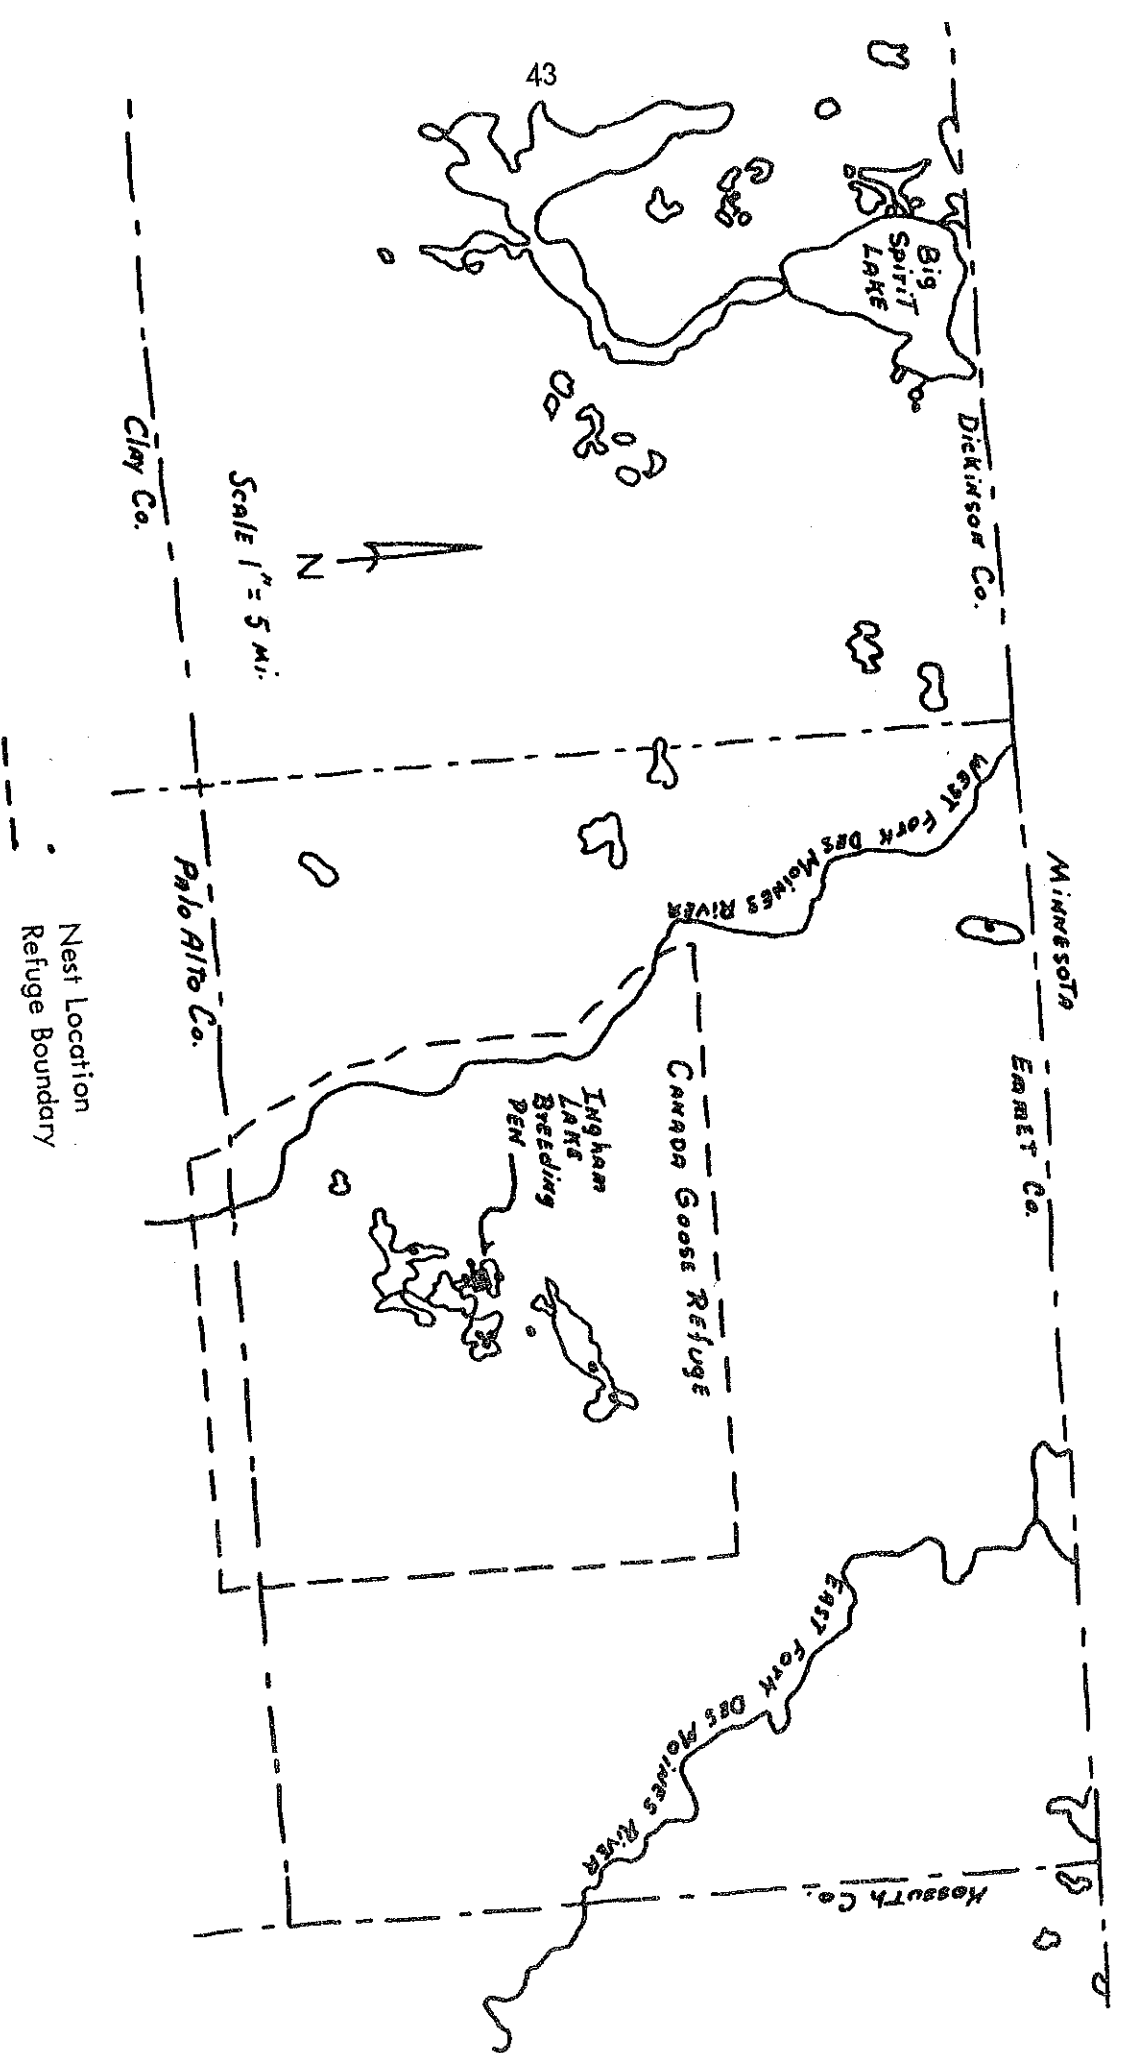 43
MINNESOTA
Dickinson Co.
Emmet Co.
Kossuth Co.
Big
Spirit
LAKE
WEST Fork Des Moines River
EAST Fork Des Moines River
CANADA Goose Refuge
Ingham
LAKE
Breeding
PEN
N
Scale 1"= 5 Mi.
Clay Co.
Palo Alto Co.
Nest Location
Refuge Boundary